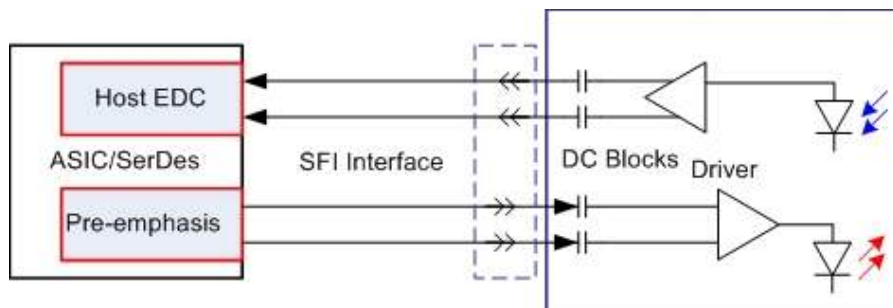 Host EDC
ASIC/SerDes
SFI Interface
DC Blocks
Driver
Pre-emphasis